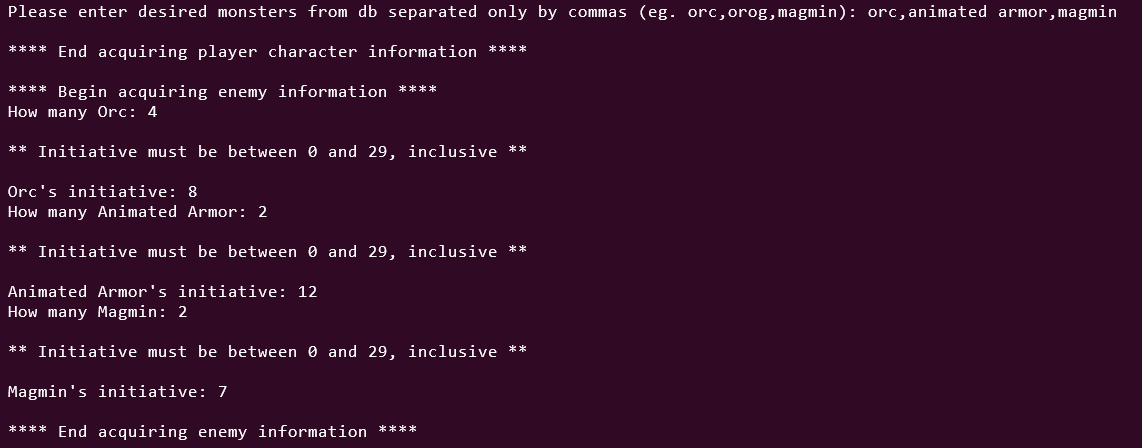 Please enter desired monsters from db separated only by commas (eg. orc,orog,magmin): orc,animated armor,magmin
**** End acquiring player character information ****
**** Begin acquiring enemy information ****
How many Orc: 4
** Initiative must be between 0 and 29, inclusive **
Orc's initiative: 8
How many Animated Armor: 2
** Initiative must be between 0 and 29, inclusive **
Animated Armor's initiative: 12
How many Magmin: 2
** Initiative must be between 0 and 29, inclusive **
Magmin's initiative: 7
**** End acquiring enemy information ****